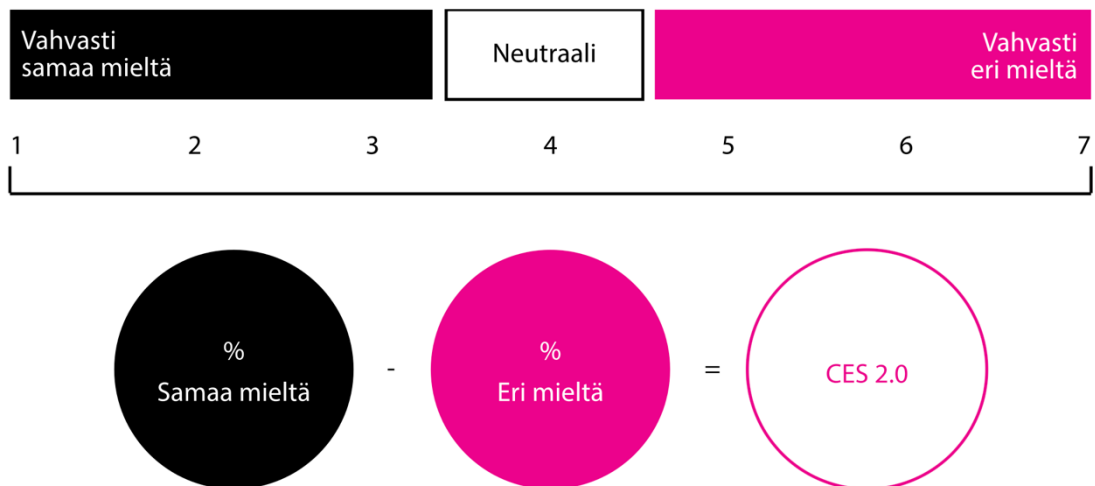 Vahvasti
samaa mieltä
Neutraali
Vahvasti
eri mieltä
1 2 3 4 5 6 7
%
Samaa mieltä
-
%
Eri mieltä
=
CES 2.0